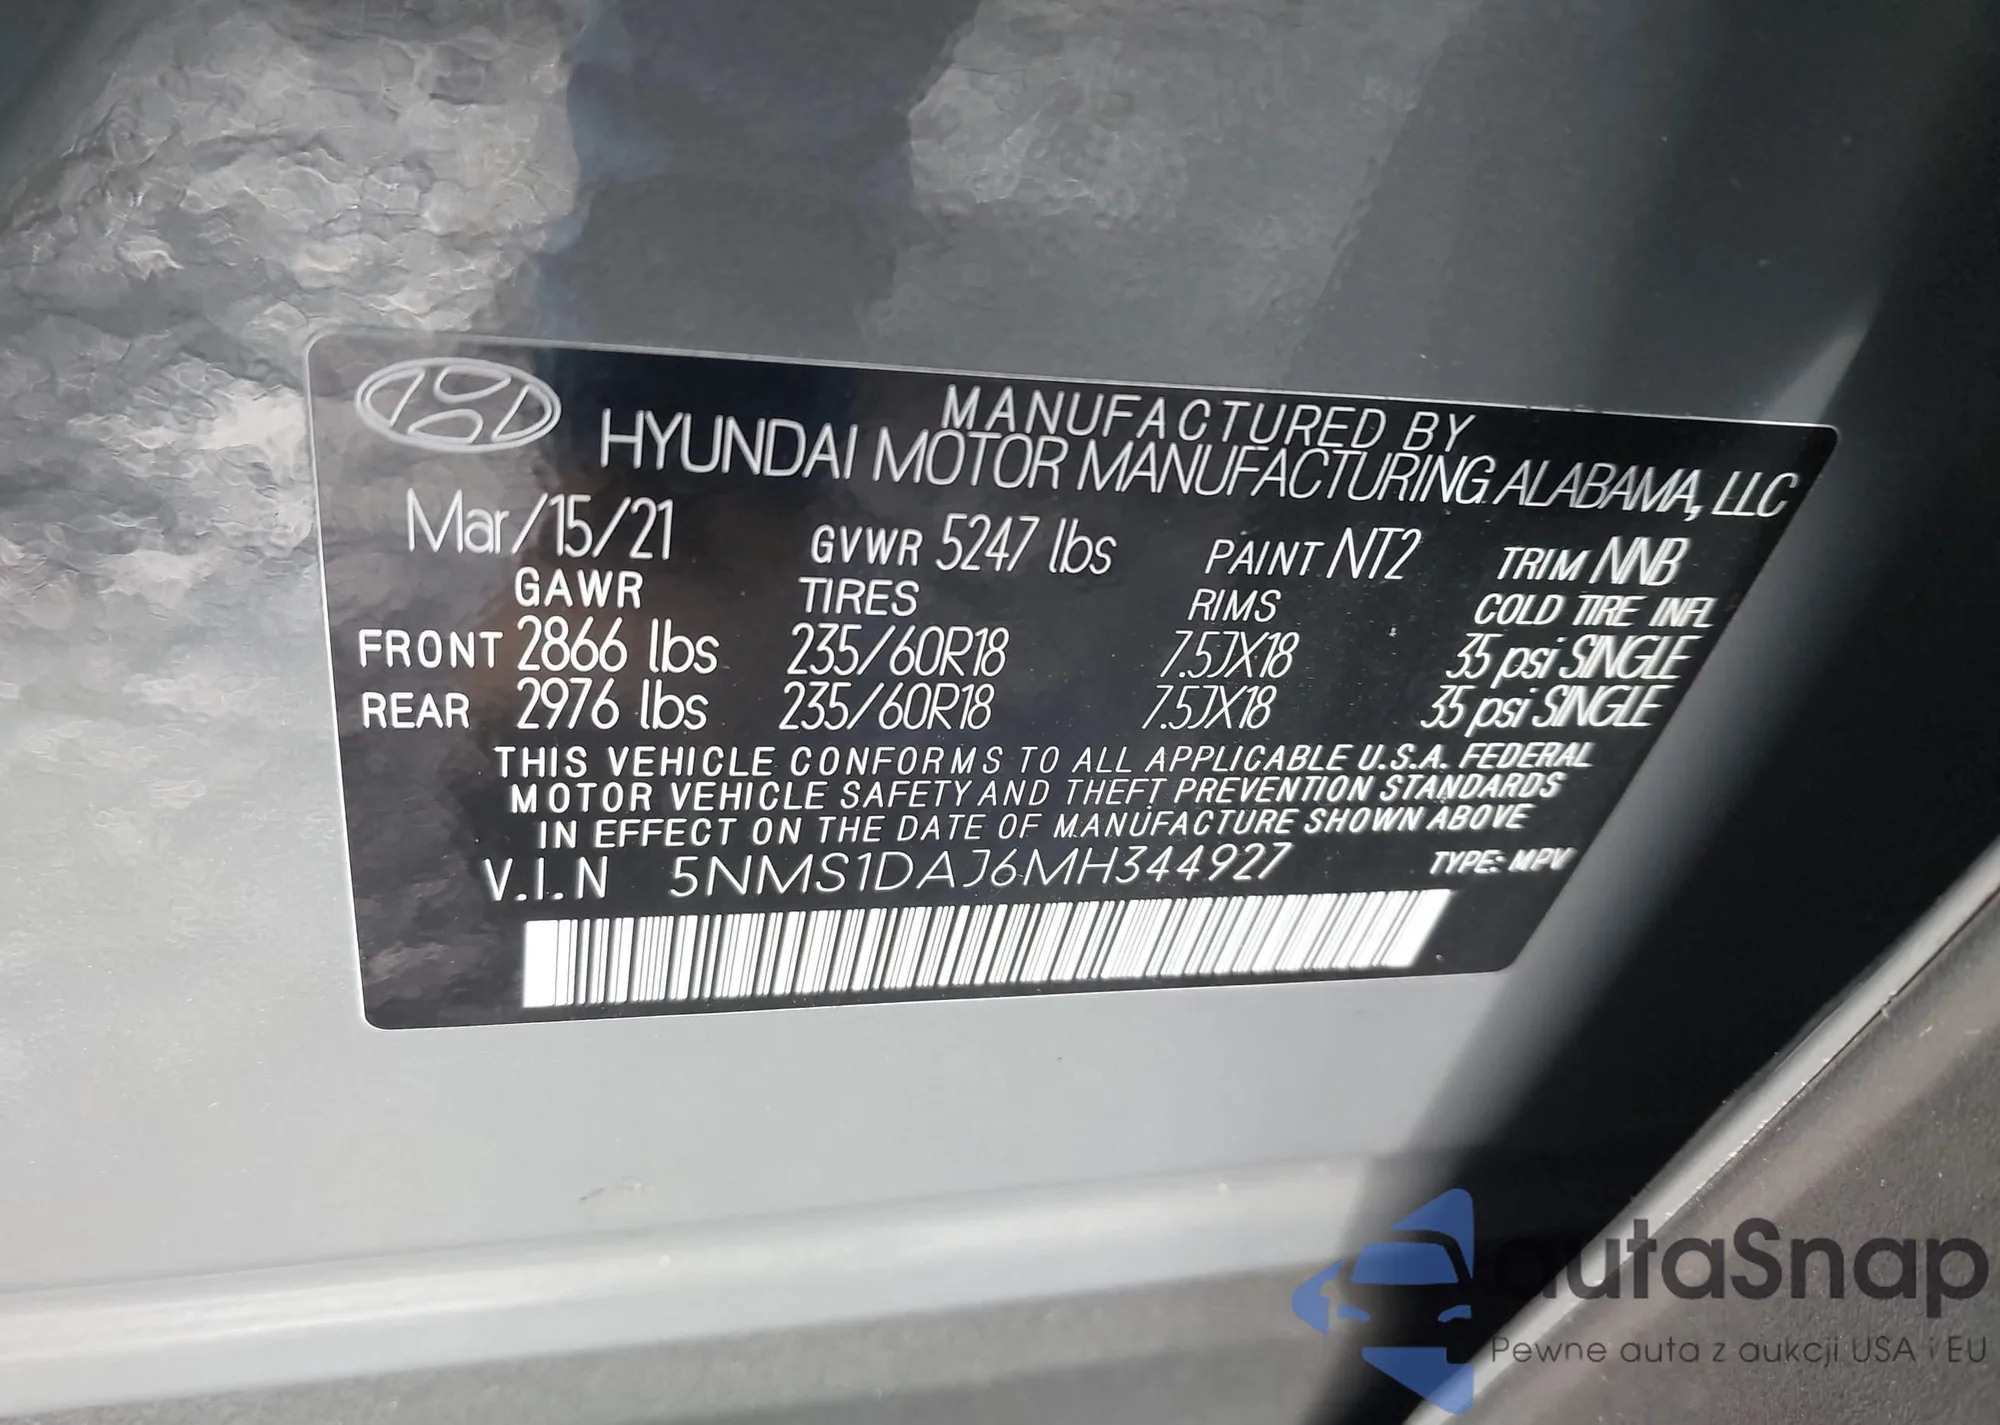 MANUFACTURED BY
HYUNDAI MOTOR MANUFACTURING ALABAMA, LLC
Mar/15/21 GVWR 5247 lbs PAINT NT2 TRIM NNB
GAWR TIRES RIMS COLD TIRE INFL
FRONT 2866 lbs 235/60R18 7.5JX18 35 psi SINGLE
REAR 2976 lbs 235/60R18 7.5JX18 35 psi SINGLE
THIS VEHICLE CONFORMS TO ALL APPLICABLE U.S.A. FEDERAL
MOTOR VEHICLE SAFETY AND THEFT PREVENTION STANDARDS
IN EFFECT ON THE DATE OF MANUFACTURE SHOWN ABOVE
V.I.N 5NMS1DAJ6MH344927 TYPE: MPV
autaSnap
Pewne auta z aukcji USA i EU